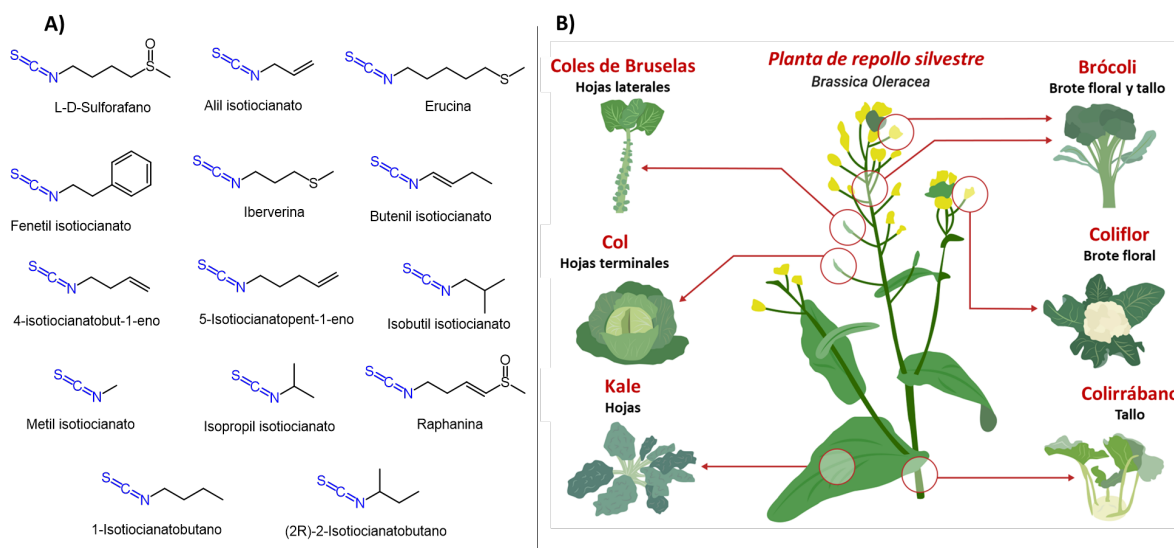 A)
S=C=N
O
S
L-D-Sulforafano
S=C=N
Alil isotiocianato
S=C=N
S
Erucina
S=C=N
Fenetil isotiocianato
S=C=N
S
Iberverina
S=C=N
Butenil isotiocianato
S=C=N
4-isotiocianatobut-1-eno
S=C=N
5-Isotiocianatopent-1-eno
S=C=N
Isobutil isotiocianato
S=C=N
Metil isotiocianato
S=C=N
Isopropil isotiocianato
S=C=N
O
S
Raphanina
S=C=N
1-Isotiocianatobutano
S=C=N
(2R)-2-Isotiocianatobutano
B)
Planta de repollo silvestre
Brassica Oleracea
Coles de Bruselas
Hojas laterales
Col
Hojas terminales
Kale
Hojas
Brócoli
Brote floral y tallo
Coliflor
Brote floral
Colirrábano
Tallo